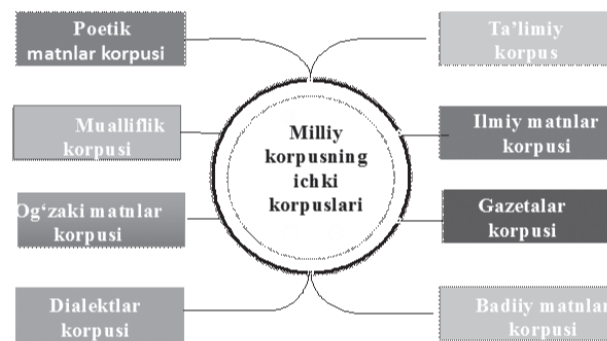 Poetik
matnlar korpusi
Mualliflik
korpusi
Og‘zaki matnlar
korpusi
Dialektlar
korpusi
Milliy
korpusning
ichki
korpuslari
Ta’limiy
korpus
Ilmiy matnlar
korpusi
Gazetalar
korpusi
Badiiy matnlar
korpusi